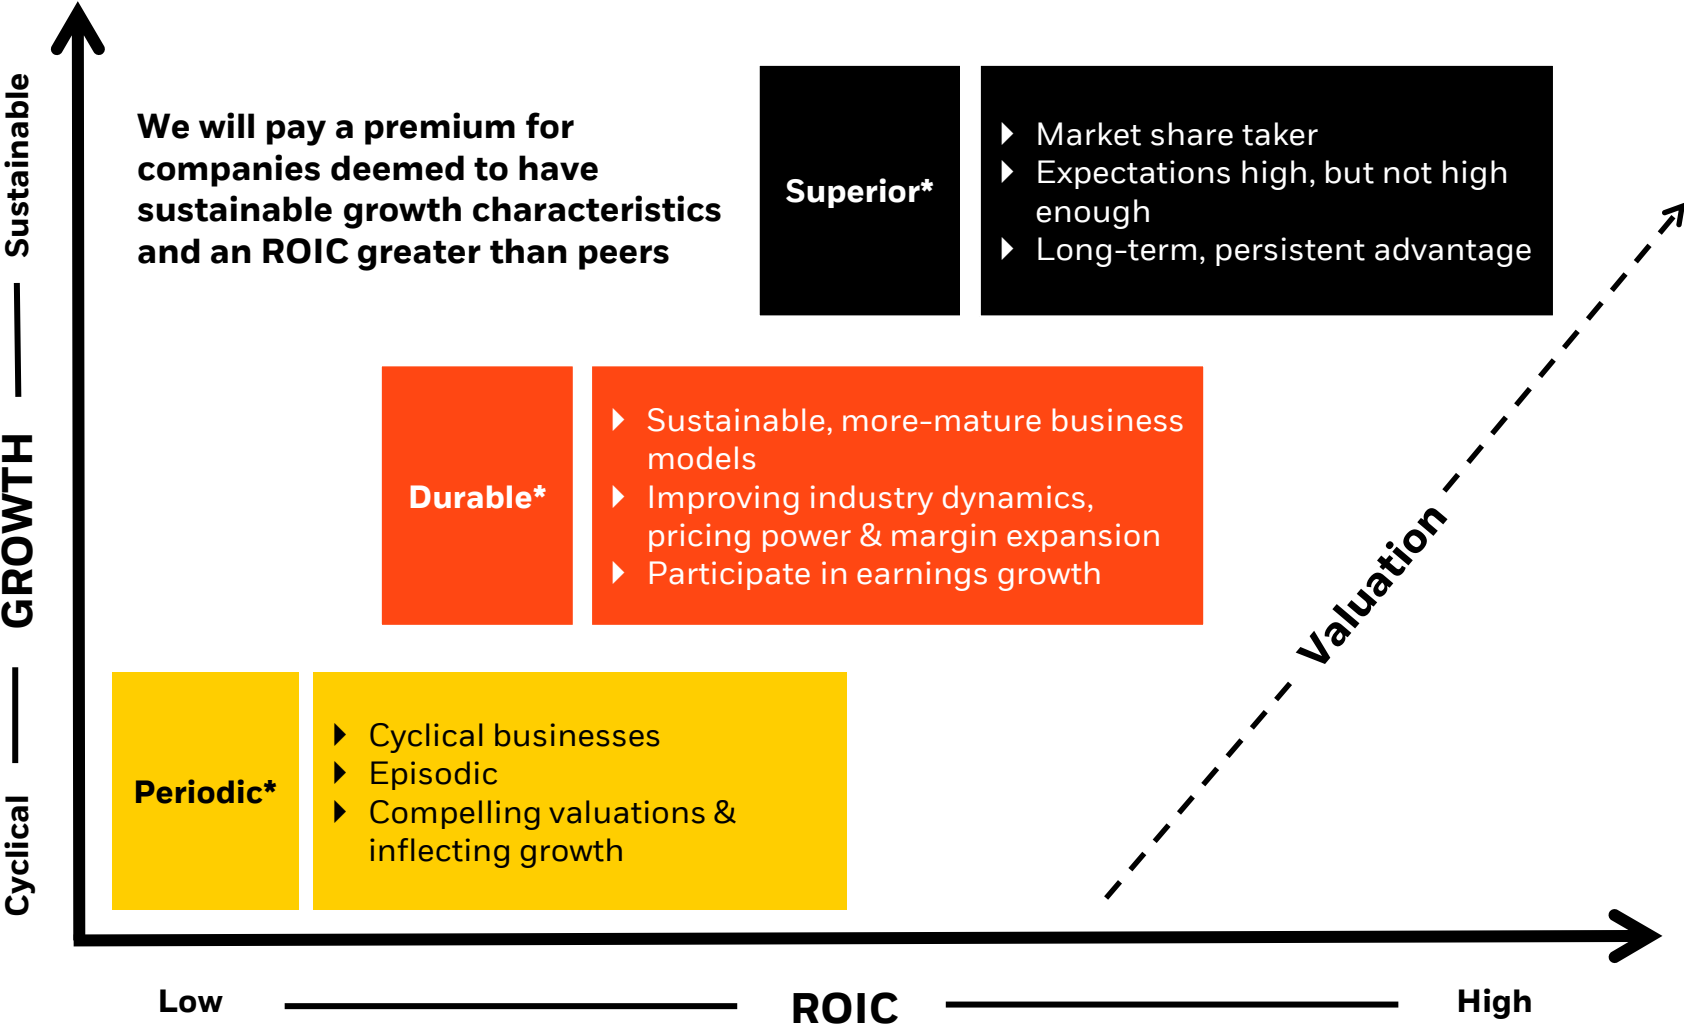 We will pay a premium for
companies deemed to have
sustainable growth characteristics
and an ROIC greater than peers
Superior*
Market share taker
Expectations high, but not high
enough
Long-term, persistent advantage
Durable*
Sustainable, more-mature business
models
Improving industry dynamics,
pricing power & margin expansion
Participate in earnings growth
Periodic*
Cyclical businesses
Episodic
Compelling valuations &
inflecting growth
Valuation
Sustainable
GROWTH
Cyclical
Low
ROIC
High